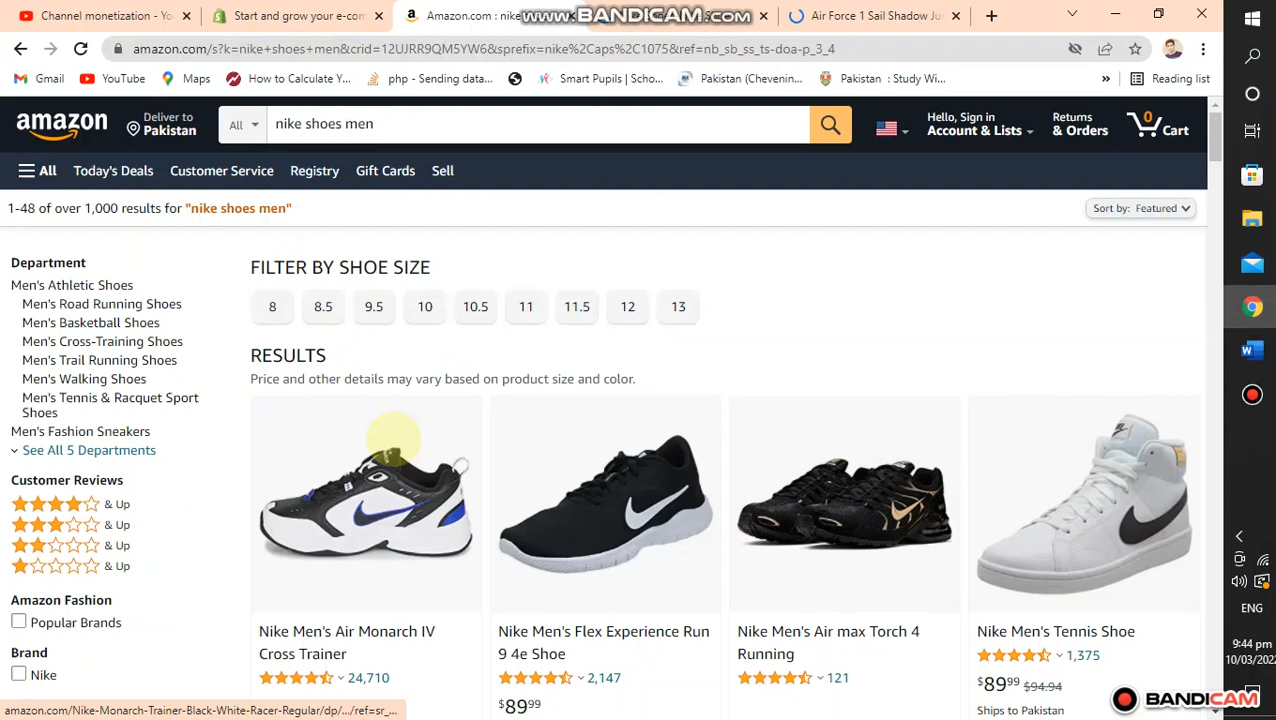 Channel monetization - YouTu
Start and grow your e-com
Amazon.com : nike
www.BANDICAM.com
Air Force 1 Sail Shadow Jus
amazon.com/s?k=nike+shoes+men&crid=12UJRR9QM5YW6&sprefix=nike%2Caps%2C1075&ref=nb_sb_ss_ts-doa-p_3_4
Gmail
YouTube
Maps
How to Calculate Y...
php - Sending data...
Smart Pupils | Scho...
Pakistan (Chevenin...
Pakistan : Study Wi...
»
Reading list
amazon
Deliver to
Pakistan
All
nike shoes men
Hello, Sign in
Account & Lists
Returns
& Orders
0
Cart
All
Today's Deals
Customer Service
Registry
Gift Cards
Sell
1-48 of over 1,000 results for "nike shoes men"
Sort by: Featured
Department
Men's Athletic Shoes
Men's Road Running Shoes
Men's Basketball Shoes
Men's Cross-Training Shoes
Men's Trail Running Shoes
Men's Walking Shoes
Men's Tennis & Racquet Sport
Shoes
Men's Fashion Sneakers
See All 5 Departments
Customer Reviews
& Up
& Up
& Up
& Up
Amazon Fashion
Popular Brands
Brand
Nike
FILTER BY SHOE SIZE
8
8.5
9.5
10
10.5
11
11.5
12
13
RESULTS
Price and other details may vary based on product size and color.
Nike Men's Air Monarch IV
Cross Trainer
24,710
Nike Men's Flex Experience Run
9 4e Shoe
2,147
$89.99
Nike Men's Air max Torch 4
Running
121
Nike Men's Tennis Shoe
1,375
$89.99 $94.94
Ships to Pakistan
amazon.com/Nike-Monarch-Trainer-Black-White-Racer-Regular/dp/.../ref=sr_...
ENG
9:44 pm
BANDICAM